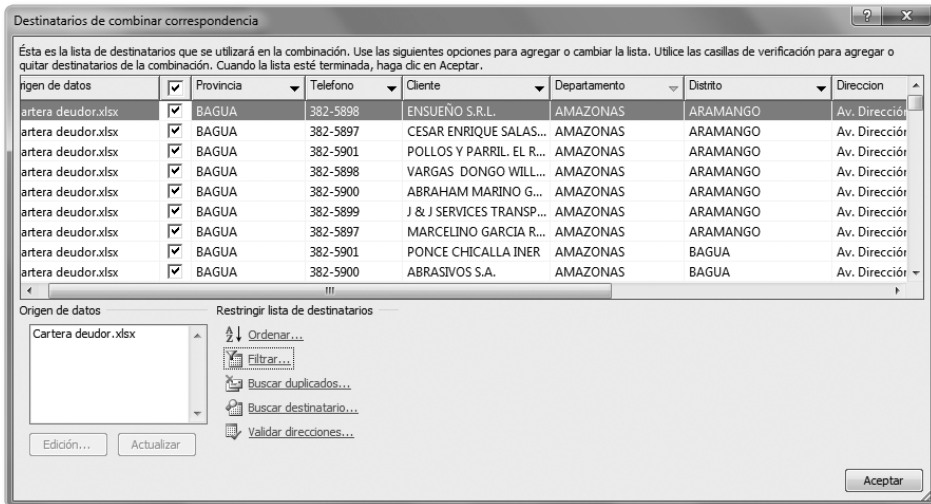 Destinatarios de combinar correspondencia
Ésta es la lista de destinatarios que se utilizará en la combinación. Use las siguientes opciones para agregar o cambiar la lista. Utilice las casillas de verificación para agregar o
quitar destinatarios de la combinación. Cuando la lista esté terminada, haga clic en Aceptar.
rigen de datos Provincia Telefono Cliente Departamento Distrito Direccion
artera deudor.xlsx BAGUA 382-5898 ENSUEÑO S.R.L. AMAZONAS ARAMANGO Av. Dirección
artera deudor.xlsx BAGUA 382-5897 CESAR ENRIQUE SALAS... AMAZONAS ARAMANGO Av. Dirección
artera deudor.xlsx BAGUA 382-5901 POLLOS Y PARRIL. EL R... AMAZONAS ARAMANGO Av. Dirección
artera deudor.xlsx BAGUA 382-5898 VARGAS DONGO WILL... AMAZONAS ARAMANGO Av. Dirección
artera deudor.xlsx BAGUA 382-5900 ABRAHAM MARINO G... AMAZONAS ARAMANGO Av. Dirección
artera deudor.xlsx BAGUA 382-5899 J & J SERVICES TRANSP... AMAZONAS ARAMANGO Av. Dirección
artera deudor.xlsx BAGUA 382-5897 MARCELINO GARCIA R... AMAZONAS ARAMANGO Av. Dirección
artera deudor.xlsx BAGUA 382-5901 PONCE CHICALLA INER AMAZONAS BAGUA Av. Dirección
artera deudor.xlsx BAGUA 382-5900 ABRASIVOS S.A. AMAZONAS BAGUA Av. Dirección
Origen de datos
Cartera deudor.xlsx
Edición... Actualizar
Restringir lista de destinatarios
Ordenar...
Filtrar...
Buscar duplicados...
Buscar destinatario...
Validar direcciones...
Aceptar